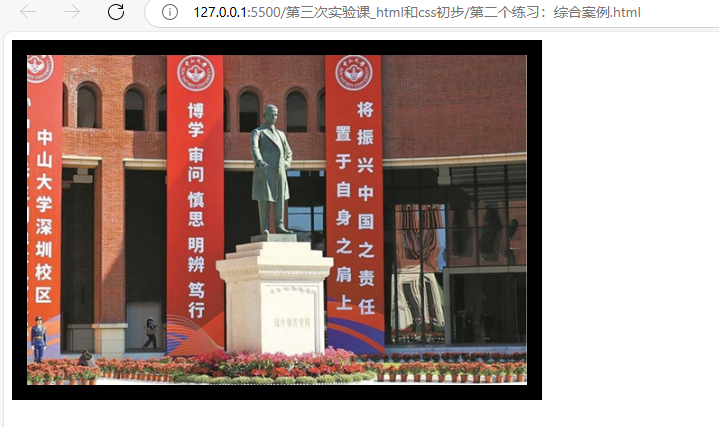 127.0.0.1:5500/第三次实验课_html和css初步/第二个练习：综合案例.html
中山大学深圳校区
博学 审问 慎思 明辨 笃行
将振兴中国之责任
置于自身之肩上